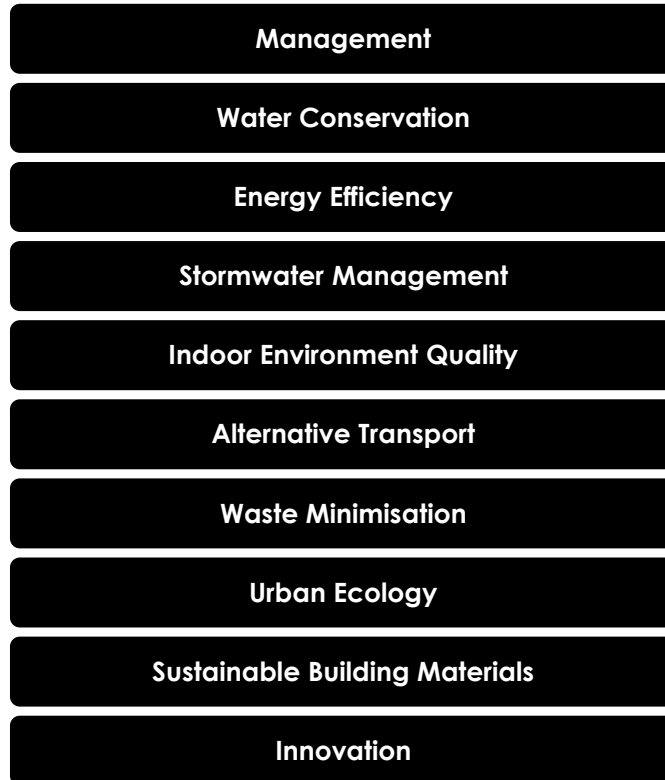 Management
Water Conservation
Energy Efficiency
Stormwater Management
Indoor Environment Quality
Alternative Transport
Waste Minimisation
Urban Ecology
Sustainable Building Materials
Innovation